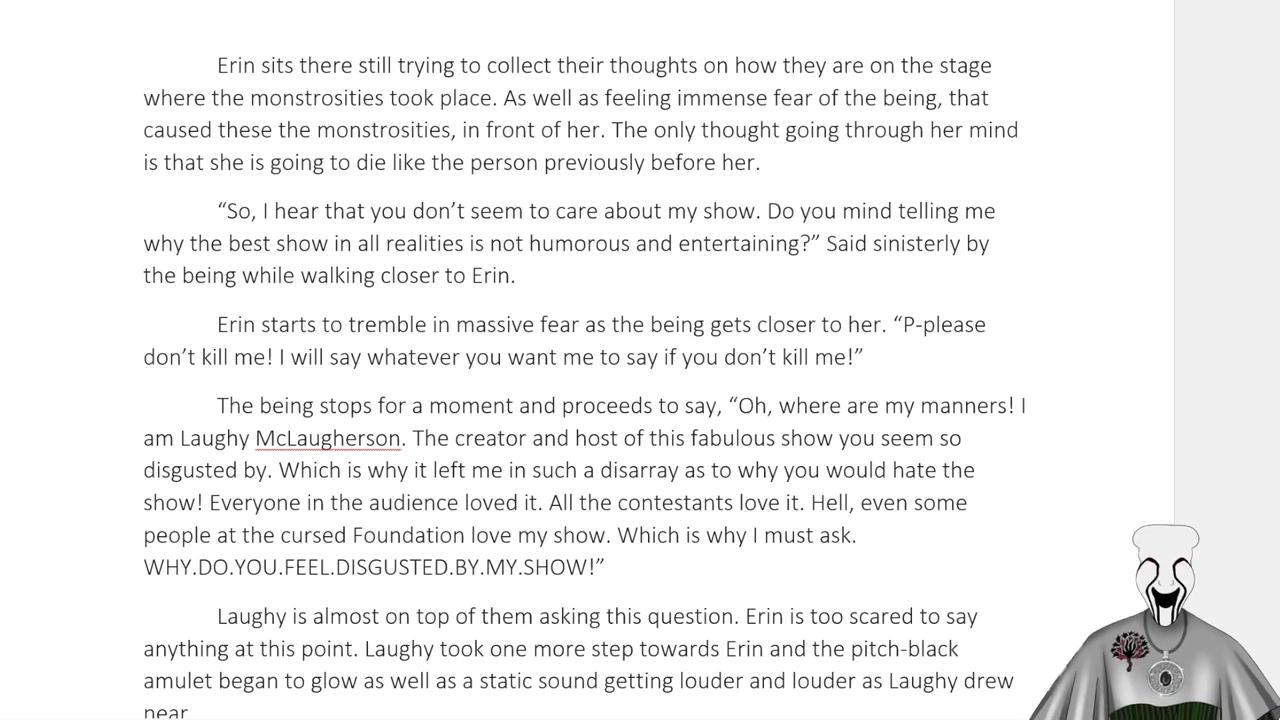 Erin sits there still trying to collect their thoughts on how they are on the stage
where the monstrosities took place. As well as feeling immense fear of the being, that
caused these the monstrosities, in front of her. The only thought going through her mind
is that she is going to die like the person previously before her.
“So, I hear that you don’t seem to care about my show. Do you mind telling me
why the best show in all realities is not humorous and entertaining?” Said sinisterly by
the being while walking closer to Erin.
Erin starts to tremble in massive fear as the being gets closer to her. “P-please
don’t kill me! I will say whatever you want me to say if you don’t kill me!”
The being stops for a moment and proceeds to say, “Oh, where are my manners! I
am Laughy McLaugherson. The creator and host of this fabulous show you seem so
disgusted by. Which is why it left me in such a disarray as to why you would hate the
show! Everyone in the audience loved it. All the contestants love it. Hell, even some
people at the cursed Foundation love my show. Which is why I must ask.
WHY.DO.YOU.FEEL.DISGUSTED.BY.MY.SHOW!”
Laughy is almost on top of them asking this question. Erin is too scared to say
anything at this point. Laughy took one more step towards Erin and the pitch-black
amulet began to glow as well as a static sound getting louder and louder as Laughy drew
near